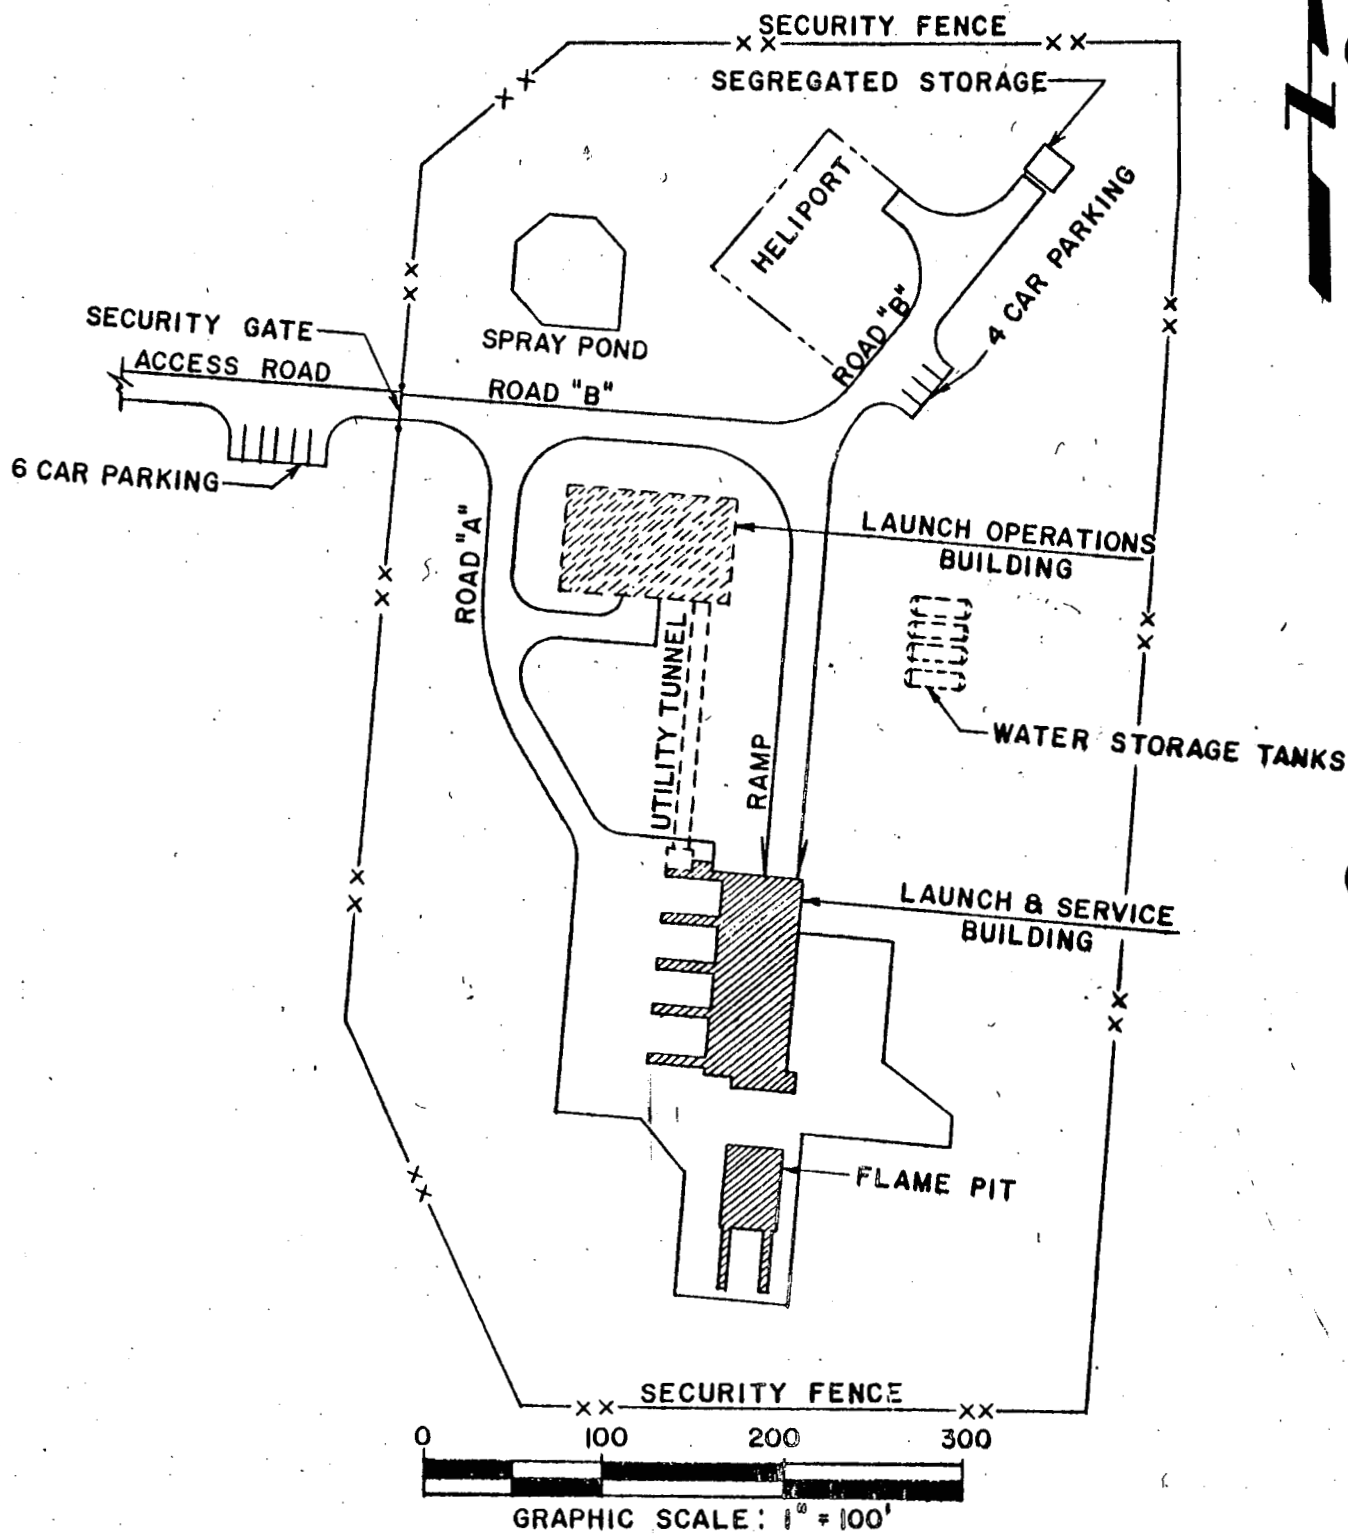 SECURITY FENCE
SEGREGATED STORAGE
N
HELIPORT
4 CAR PARKING
SECURITY GATE
SPRAY POND
ROAD "B"
ACCESS ROAD
ROAD "B"
6 CAR PARKING
ROAD "A"
LAUNCH OPERATIONS
BUILDING
UTILITY TUNNEL
RAMP
WATER STORAGE TANKS
LAUNCH & SERVICE
BUILDING
FLAME PIT
SECURITY FENCE
0 100 200 300
GRAPHIC SCALE: 1" = 100'